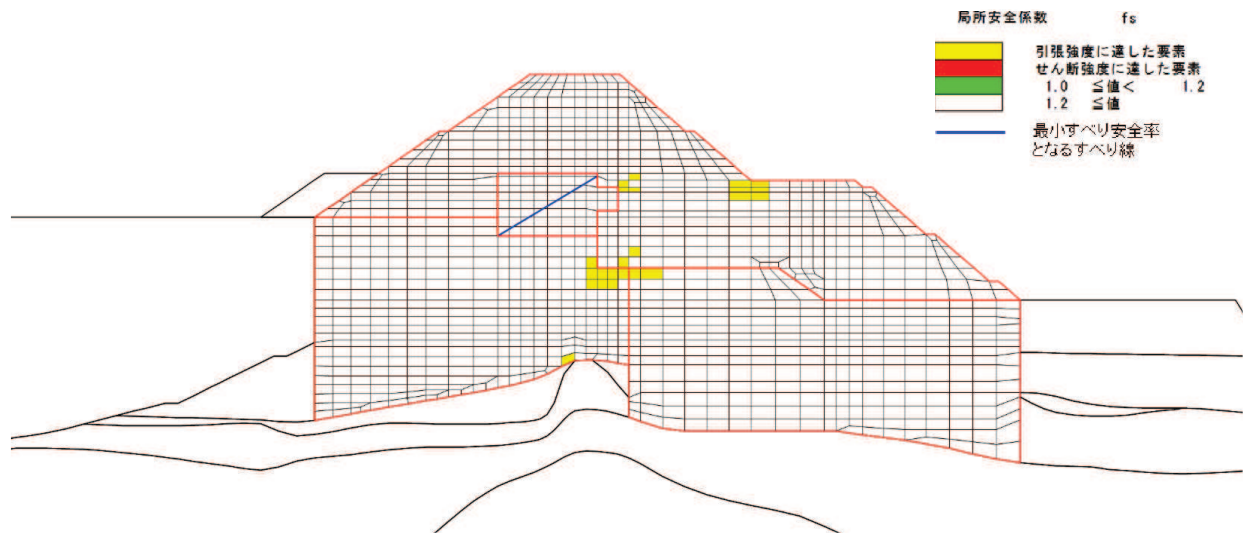 局所安全係数 fs
引張強度に達した要素
せん断強度に達した要素
1.0 ≦値< 1.2
1.2 ≦値
最小すべり安全率
となるすべり線